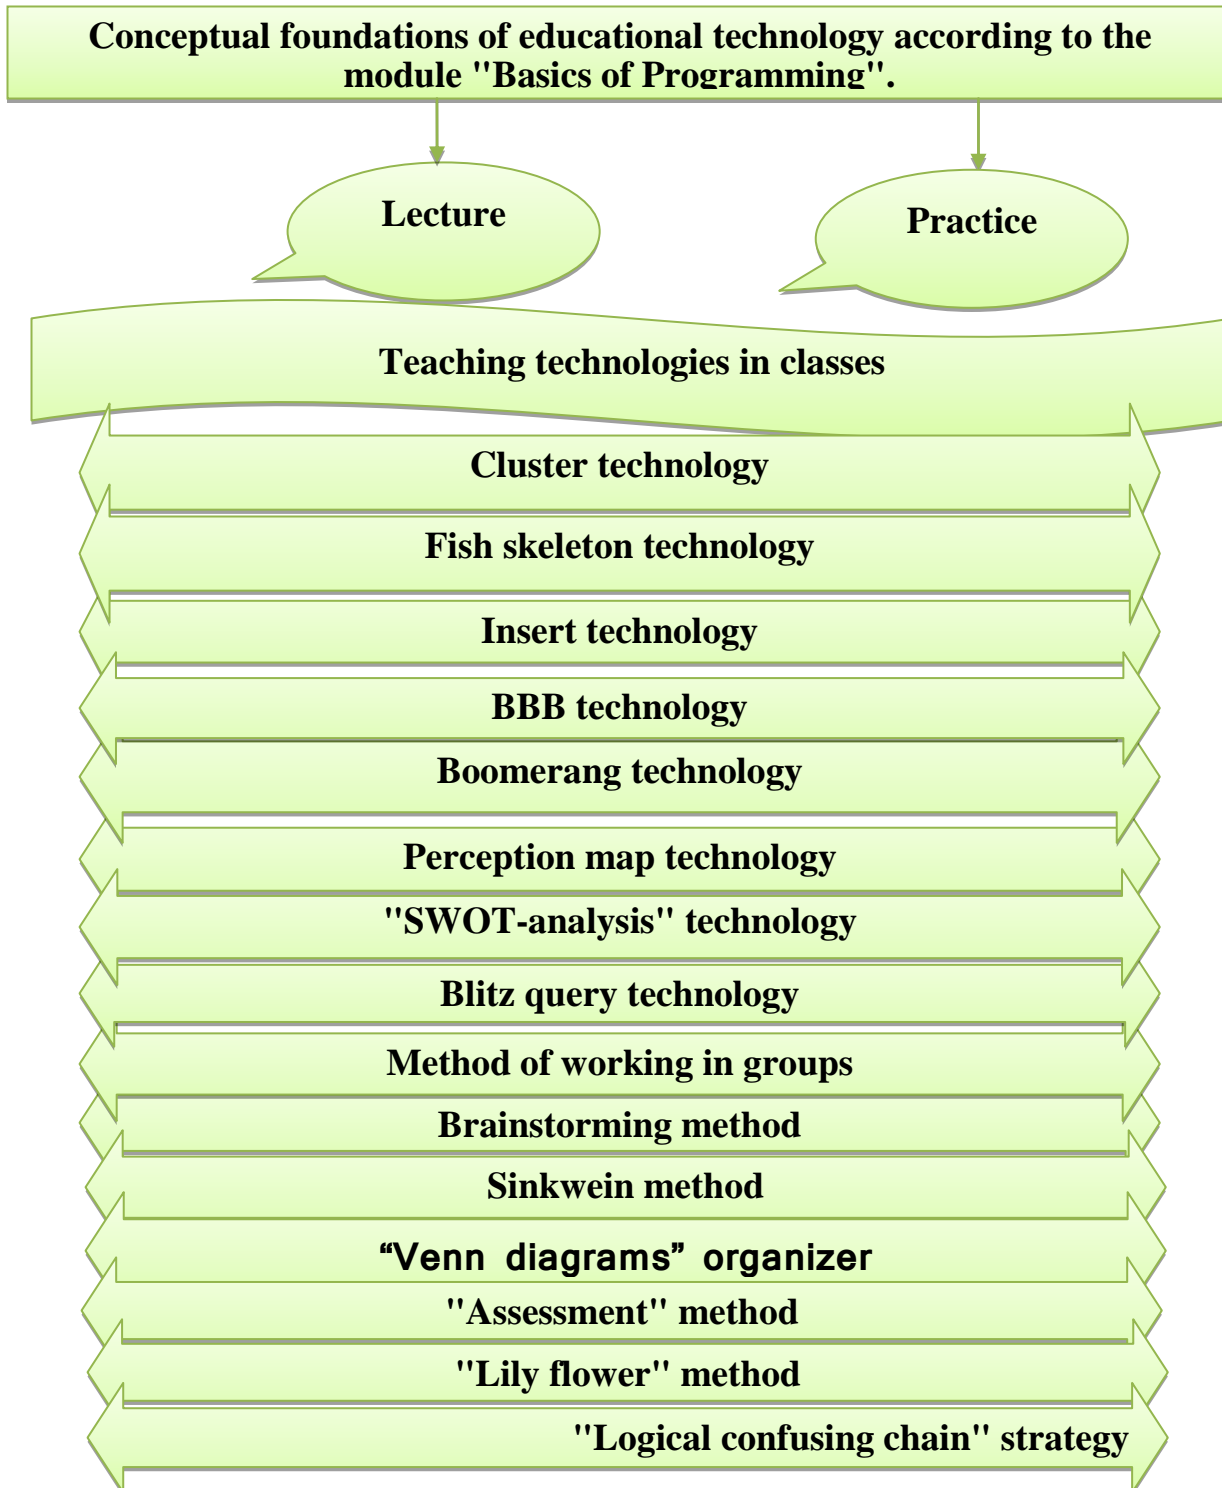 Conceptual foundations of educational technology according to the
module "Basics of Programming".
Lecture
Practice
Teaching technologies in classes
Cluster technology
Fish skeleton technology
Insert technology
BBB technology
Boomerang technology
Perception map technology
"SWOT-analysis" technology
Blitz query technology
Method of working in groups
Brainstorming method
Sinkwein method
“Venn diagrams” organizer
"Assessment" method
"Lily flower" method
"Logical confusing chain" strategy